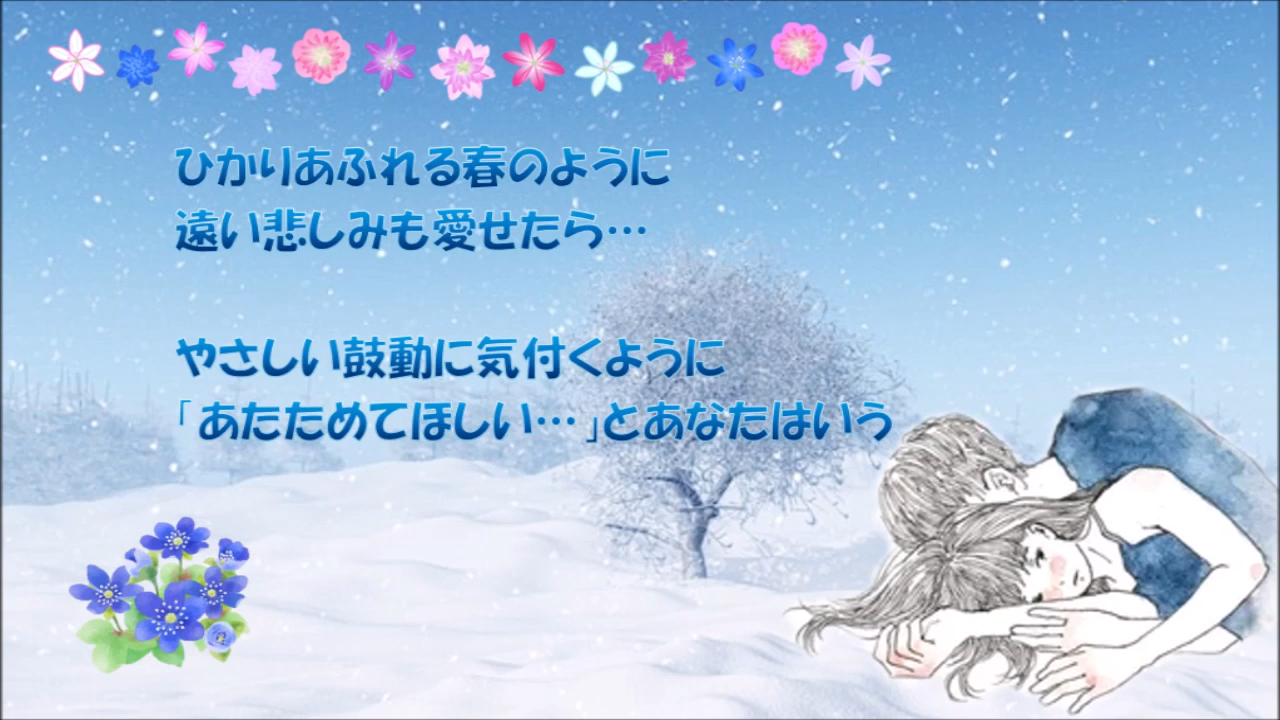 ひかりあふれる春のように
遠い悲しみも愛せたら…
やさしい鼓動に気付くように
「あたためてほしい…」とあなたはいう